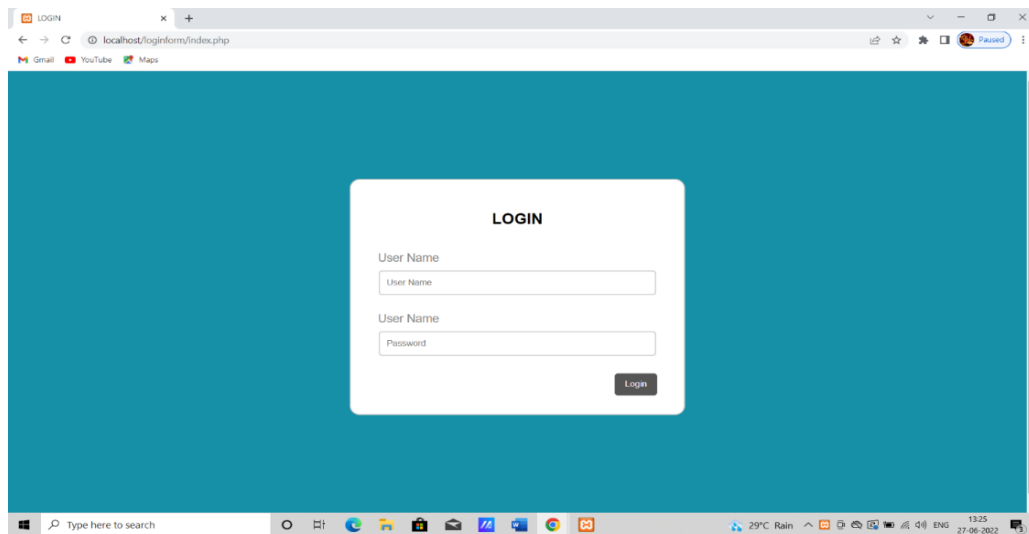 LOGIN
localhost/loginform/index.php
Paused
Gmail YouTube Maps
LOGIN
User Name
User Name
User Name
Password
Login
Type here to search
29°C Rain
ENG
13:25
27-06-2022
3